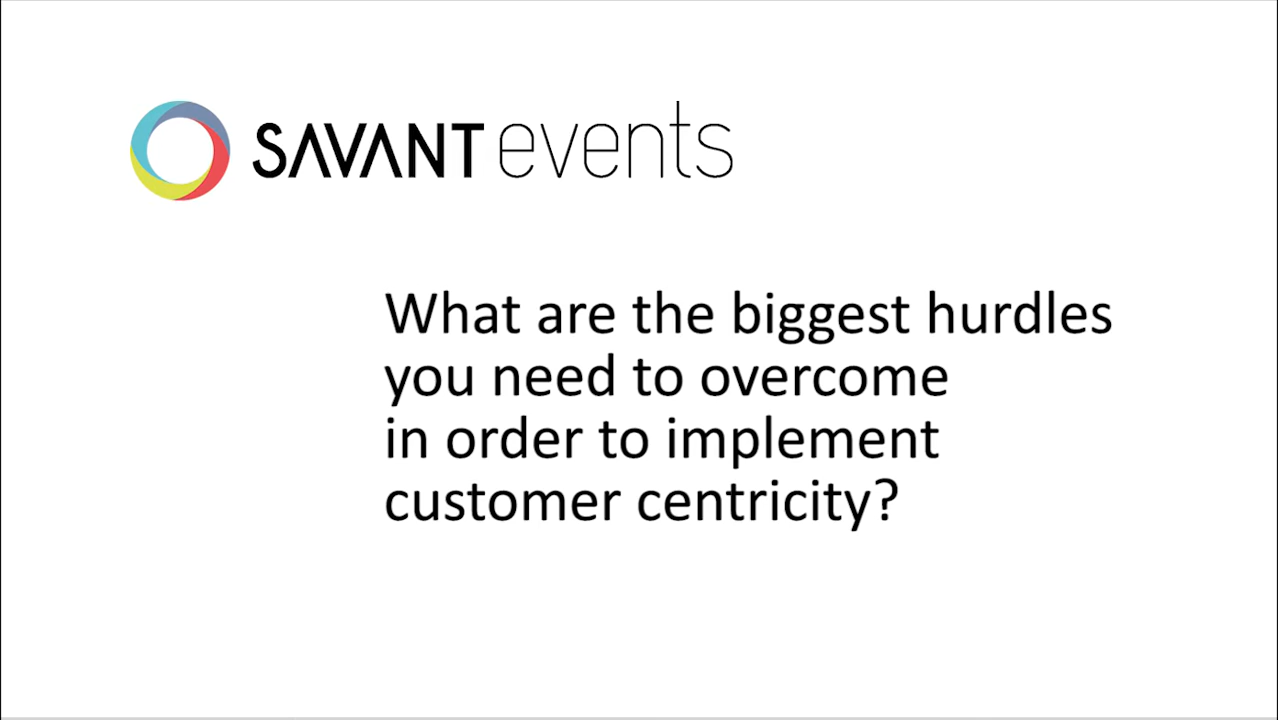 SAVANT events
What are the biggest hurdles
you need to overcome
in order to implement
customer centricity?